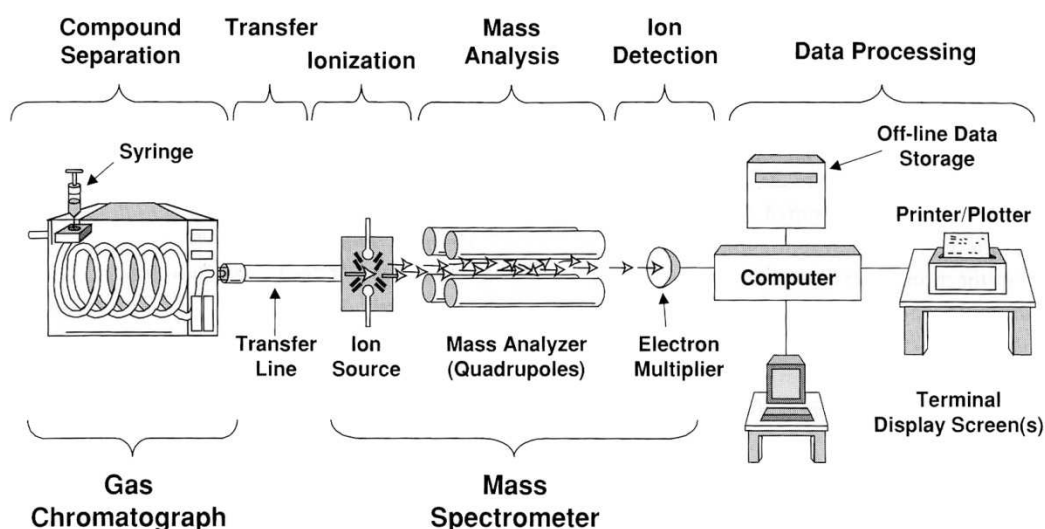 Compound
Separation
Transfer
Ionization
Mass
Analysis
Ion
Detection
Data Processing
Syringe
Off-line Data
Storage
Printer/Plotter
Computer
Transfer
Line
Ion
Source
Mass Analyzer
(Quadrupoles)
Electron
Multiplier
Terminal
Display Screen(s)
Gas
Chromatograph
Mass
Spectrometer